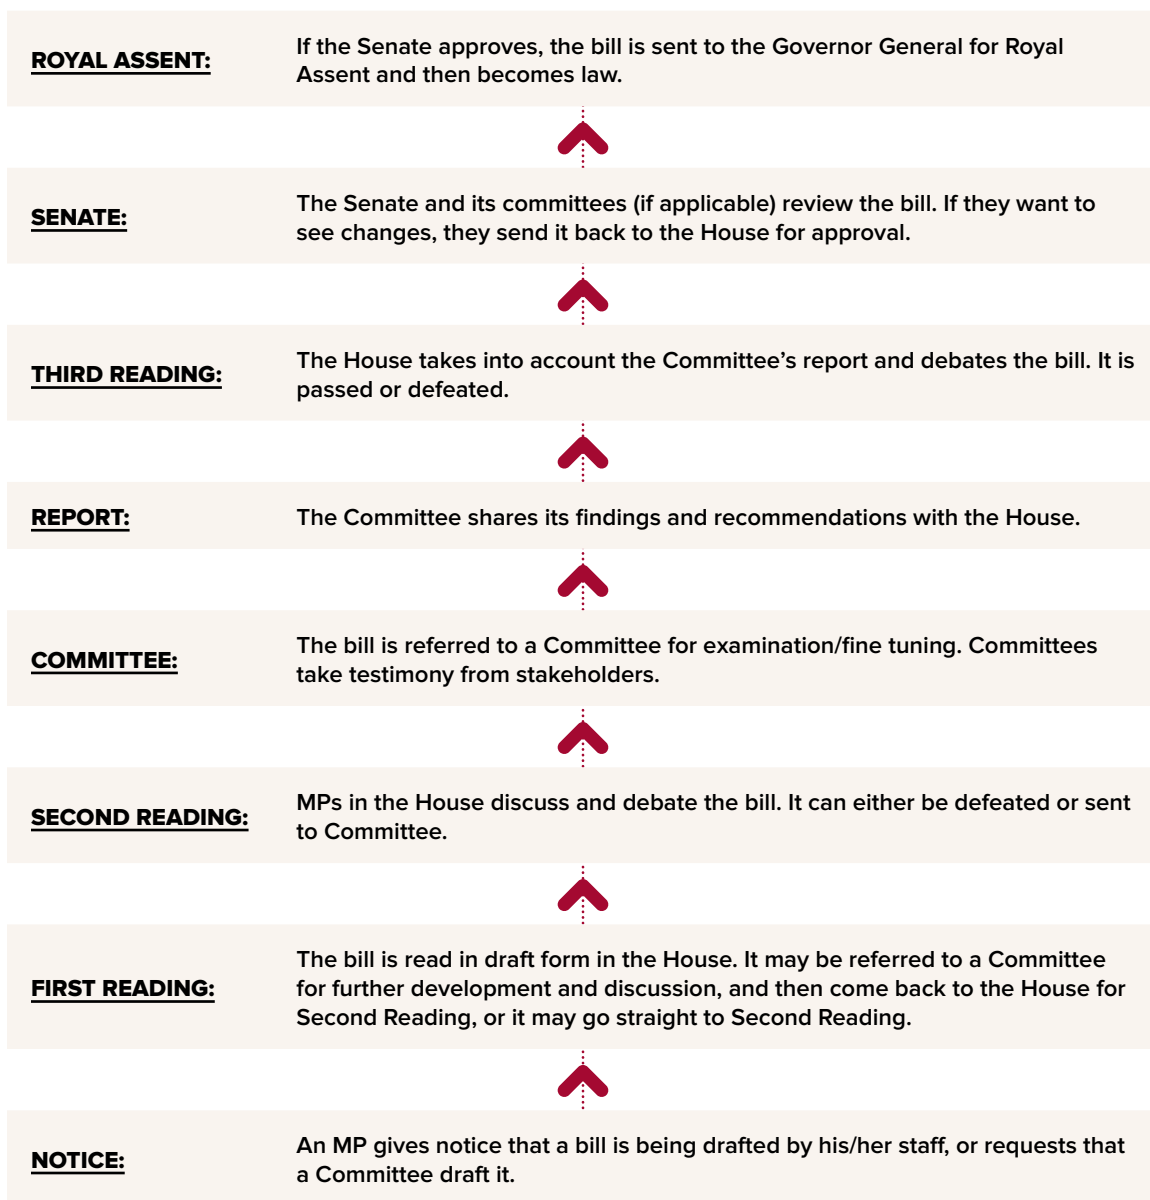 ROYAL ASSENT:
If the Senate approves, the bill is sent to the Governor General for Royal
Assent and then becomes law.
SENATE:
The Senate and its committees (if applicable) review the bill. If they want to
see changes, they send it back to the House for approval.
THIRD READING:
The House takes into account the Committee’s report and debates the bill. It is
passed or defeated.
REPORT:
The Committee shares its findings and recommendations with the House.
COMMITTEE:
The bill is referred to a Committee for examination/fine tuning. Committees
take testimony from stakeholders.
SECOND READING:
MPs in the House discuss and debate the bill. It can either be defeated or sent
to Committee.
FIRST READING:
The bill is read in draft form in the House. It may be referred to a Committee
for further development and discussion, and then come back to the House for
Second Reading, or it may go straight to Second Reading.
NOTICE:
An MP gives notice that a bill is being drafted by his/her staff, or requests that
a Committee draft it.